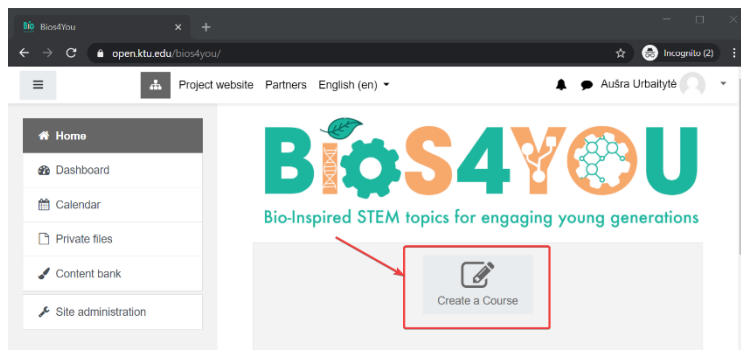 Bios4You
open.ktu.edu/bios4you/
Incognito (2)
Project website Partners English (en)
Aušra Urbaitytė
Home
Dashboard
Calendar
Private files
Content bank
Site administration
BioS4YOU
Bio-Inspired STEM topics for engaging young generations
Create a Course